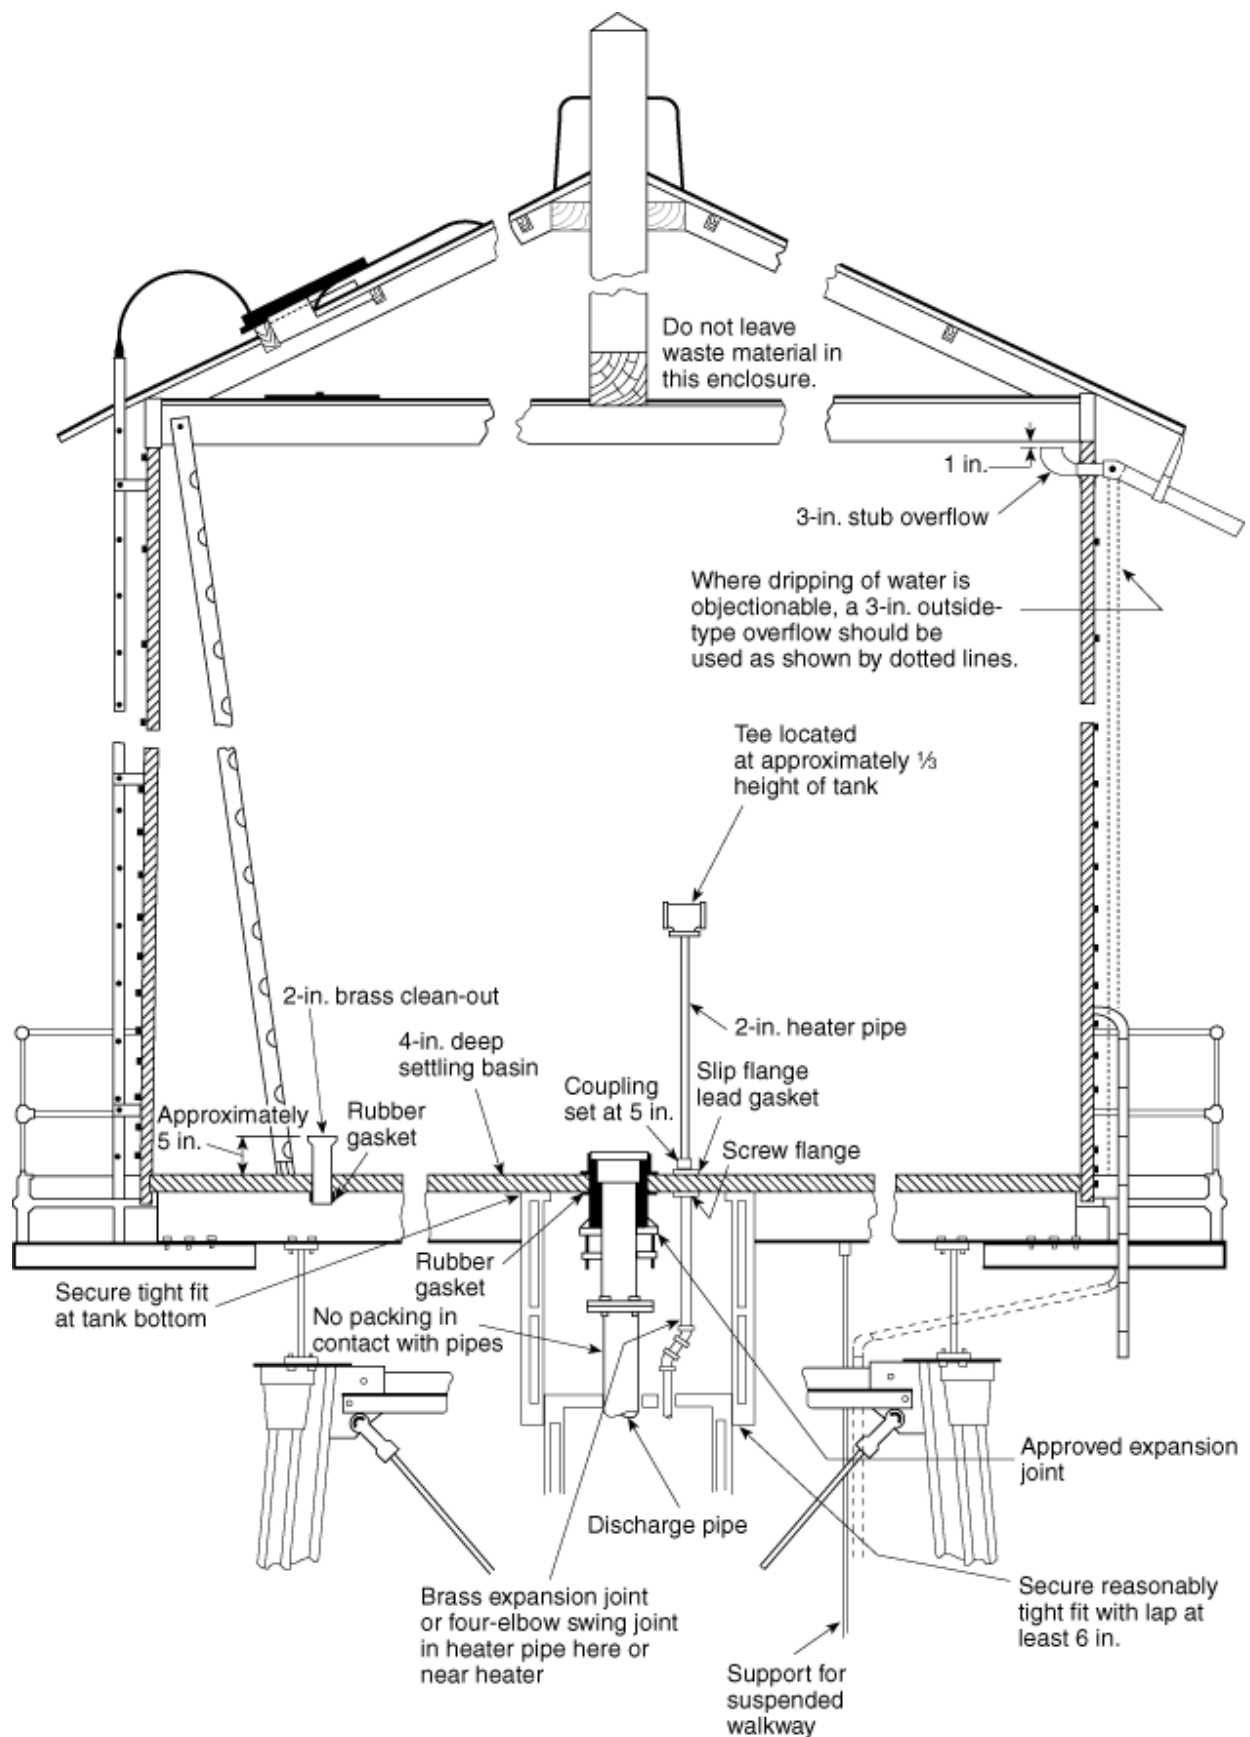 Do not leave
waste material in
this enclosure.
1 in.
3-in. stub overflow
Where dripping of water is
objectionable, a 3-in. outside-
type overflow should be
used as shown by dotted lines.
Tee located
at approximately ⅓
height of tank
2-in. brass clean-out
2-in. heater pipe
4-in. deep
settling basin
Coupling
set at 5 in.
Slip flange
lead gasket
Approximately
5 in.
Rubber
gasket
Screw flange
Secure tight fit
at tank bottom
Rubber
gasket
No packing in
contact with pipes
Approved expansion
joint
Discharge pipe
Brass expansion joint
or four-elbow swing joint
in heater pipe here or
near heater
Secure reasonably
tight fit with lap at
least 6 in.
Support for
suspended
walkway